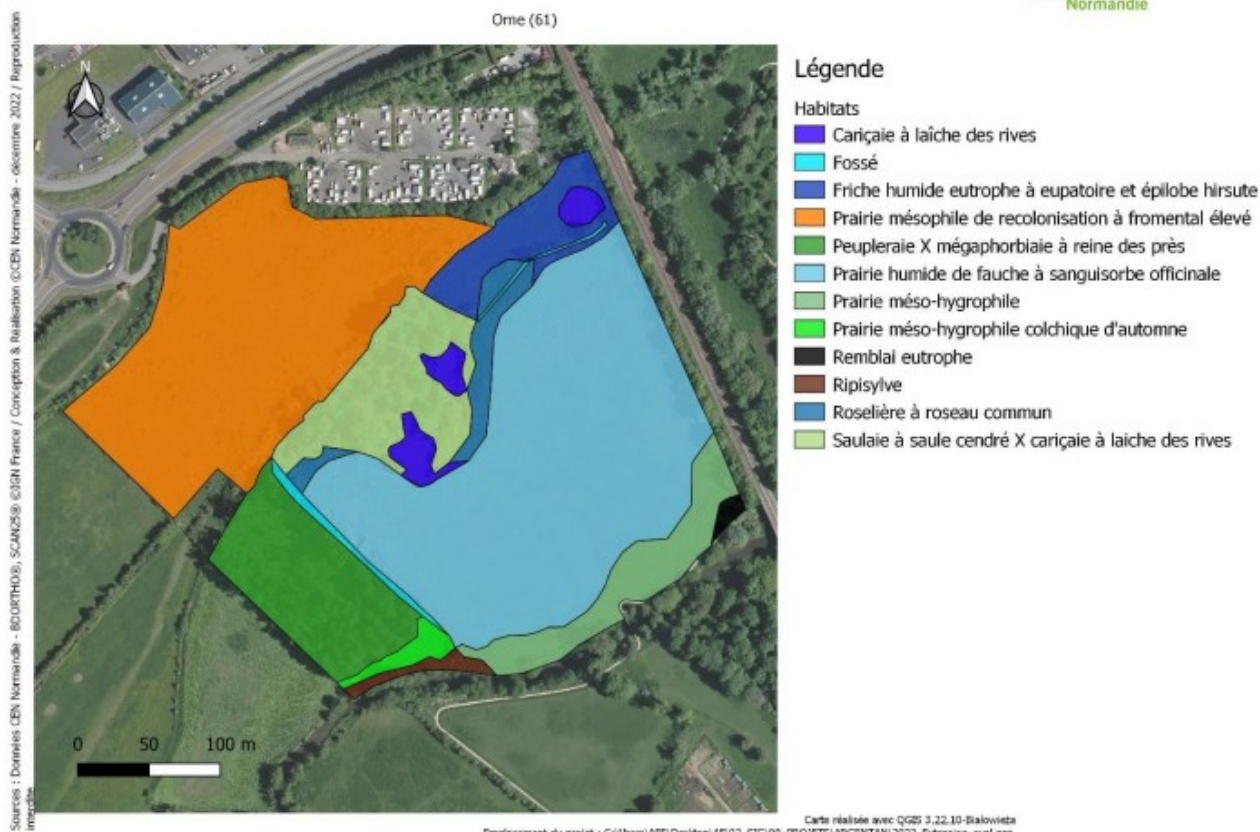 Normandie
Orne (61)
Sources : Données CEN Normandie - BDORTHO®, SCAN25® ©IGN France / Conception & Réalisation ©CEN Normandie - décembre 2022 / Reproduction
interdite
N
0 50 100 m
Légende
Habitats
Cariçaie à laîche des rives
Fossé
Friche humide eutrophe à eupatoire et épilobe hirsute
Prairie mésophile de recolonisation à fromental élevé
Peupleraie X mégaphorbiaie à reine des près
Prairie humide de fauche à sanguisorbe officinale
Prairie méso-hygrophile
Prairie méso-hygrophile colchique d'automne
Remblai eutrophe
Ripisylve
Roselière à roseau commun
Saulaie à saule cendré X cariçaie à laiche des rives
Carte réalisée avec QGIS 3.22.10-Białowieża